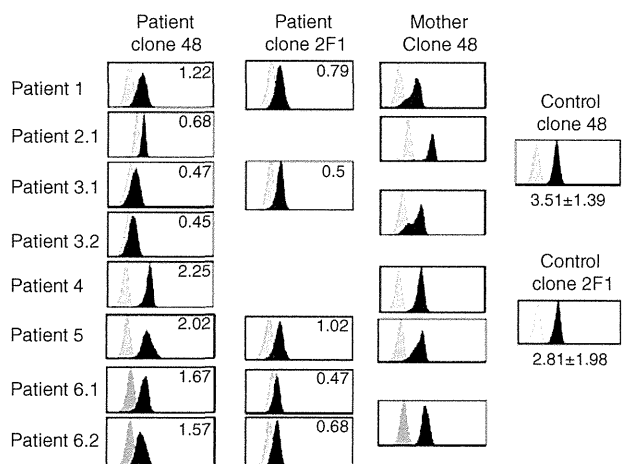 Patient
clone 48
Patient
clone 2F1
Mother
Clone 48
Patient 1
1.22
0.79
Patient 2.1
0.68
Patient 3.1
0.47
0.5
Patient 3.2
0.45
Patient 4
2.25
Patient 5
2.02
1.02
Patient 6.1
1.67
0.47
Patient 6.2
1.57
0.68
Control
clone 48
3.51±1.39
Control
clone 2F1
2.81±1.98